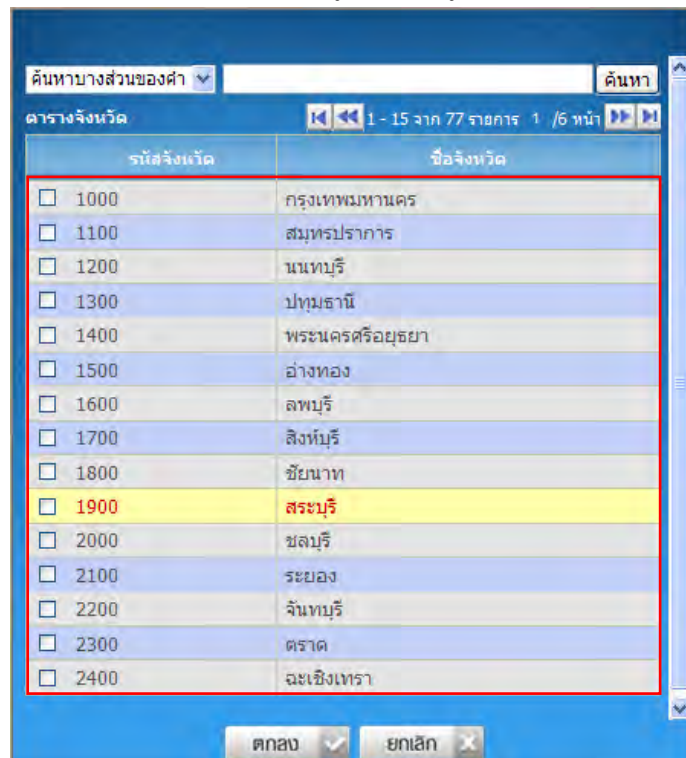 ค้นหาบางส่วนของคำ ค้นหา
ตารางจังหวัด 1 - 15 จาก 77 รายการ 1 /6 หน้า
รหัสจังหวัด ชื่อจังหวัด
1000 กรุงเทพมหานคร
1100 สมุทรปราการ
1200 นนทบุรี
1300 ปทุมธานี
1400 พระนครศรีอยุธยา
1500 อ่างทอง
1600 ลพบุรี
1700 สิงห์บุรี
1800 ชัยนาท
1900 สระบุรี
2000 ชลบุรี
2100 ระยอง
2200 จันทบุรี
2300 ตราด
2400 ฉะเชิงเทรา
ตกลง ยกเลิก